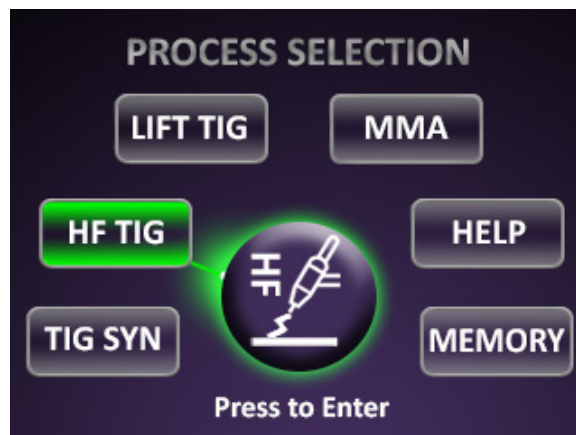 PROCESS SELECTION
LIFT TIG
MMA
HF TIG
HELP
HF
TIG SYN
MEMORY
Press to Enter